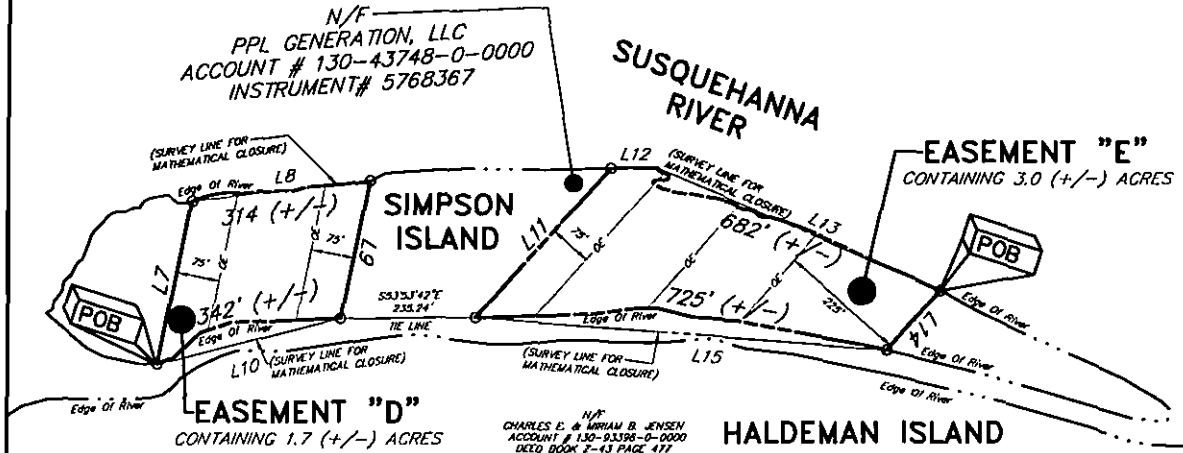 N/F
PPL GENERATION, LLC
ACCOUNT # 130-43748-0-0000
INSTRUMENT# 5768367
SUSQUEHANNA
RIVER
EASEMENT "E"
CONTAINING 3.0 (+/-) ACRES
(SURVEY LINE FOR
MATHEMATICAL CLOSURE)
Edge Of River
L8
314 (+/-)
SIMPSON
ISLAND
L12
(SURVEY LINE FOR
MATHEMATICAL CLOSURE)
L13
682' (+/-)
POB
L7
75'
30'
30'
75'
L9
L11
75'
30'
30'
225'
L14
POB
342' (+/-)
Edge Of River
S53'53'42"E
235.24'
TIE LINE
725' (+/-)
Edge Of River
L10
(SURVEY LINE FOR
MATHEMATICAL CLOSURE)
(SURVEY LINE FOR
MATHEMATICAL CLOSURE)
L15
Edge Of River
Edge Of River
Edge Of River
Edge Of River
EASEMENT "D"
CONTAINING 1.7 (+/-) ACRES
N/F
CHARLES E. & MIRIAM B. JENSEN
ACCOUNT # 130-93396-0-0000
DEED BOOK Z-43 PAGE 477
HALDEMAN ISLAND